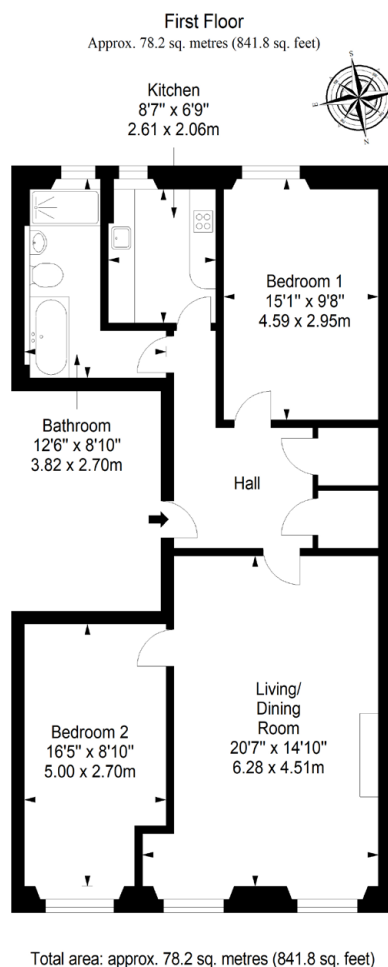 First Floor
Approx. 78.2 sq. metres (841.8 sq. feet)
S
E
N
Kitchen
8'7" x 6'9"
2.61 x 2.06m
Bedroom 1
15'1" x 9'8"
4.59 x 2.95m
Bathroom
12'6" x 8'10"
3.82 x 2.70m
Hall
Living/
Dining
Room
20'7" x 14'10"
6.28 x 4.51m
Bedroom 2
16'5" x 8'10"
5.00 x 2.70m
Total area: approx. 78.2 sq. metres (841.8 sq. feet)